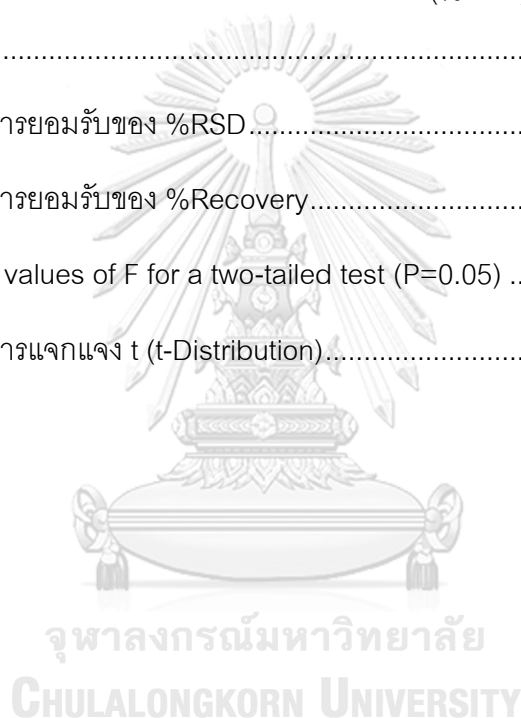 ............................................................
ารยอมรับของ %RSD..............................
ารยอมรับของ %Recovery........................
values of F for a two-tailed test (P=0.05) ..
ารแจกแจง t (t-Distribution)......................
จุฬาลงกรณ์มหาวิทยาลัย
CHULALONGKORN UNIVERSITY